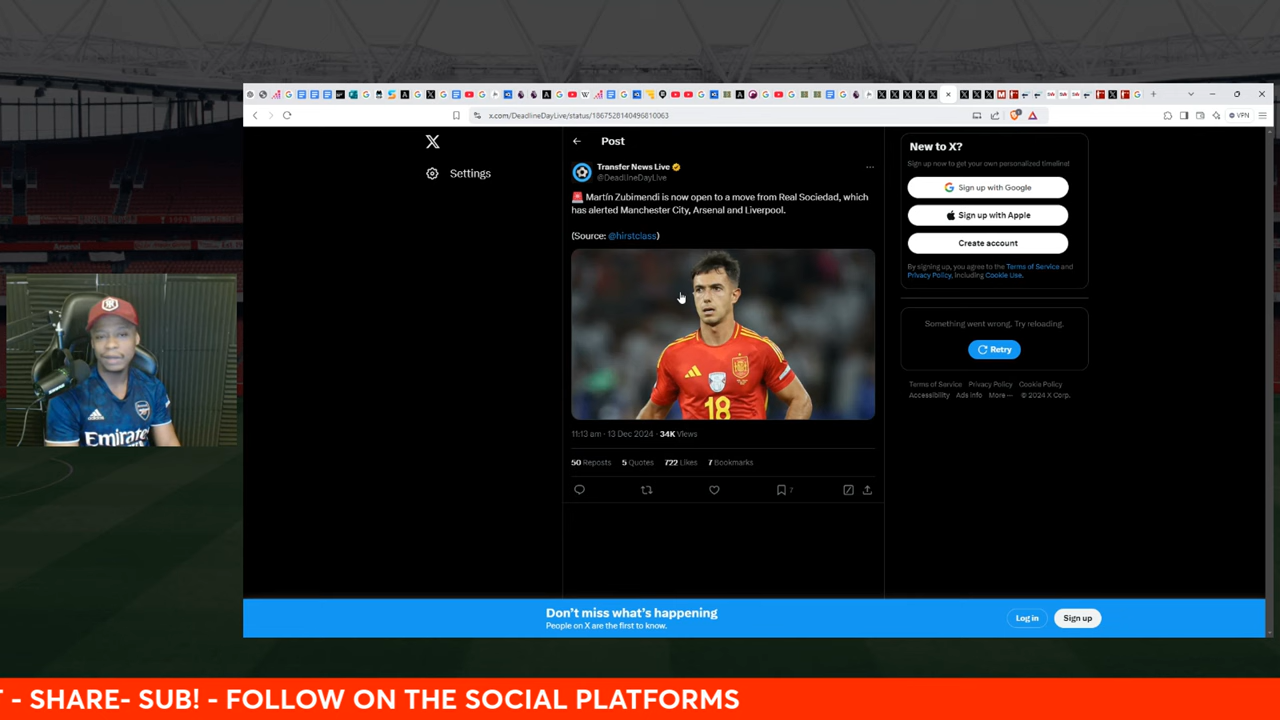 x.com/DeadlineDayLive/status/1867528140496810063
VPN
Settings
Post
Transfer News Live
@DeadlineDayLive
Martín Zubimendi is now open to a move from Real Sociedad, which
has alerted Manchester City, Arsenal and Liverpool.
(Source: @hirstclass)
18
11:13 am · 13 Dec 2024 · 34K Views
50 Reposts 5 Quotes 722 Likes 7 Bookmarks
7
New to X?
Sign up now to get your own personalized timeline!
Sign up with Google
Sign up with Apple
Create account
By signing up, you agree to the Terms of Service and
Privacy Policy, including Cookie Use.
Something went wrong. Try reloading.
Retry
Terms of Service Privacy Policy Cookie Policy
Accessibility Ads info More ··· © 2024 X Corp.
Don't miss what's happening
People on X are the first to know.
Log in
Sign up
Arsenal
Emirates
T - SHARE- SUB! - FOLLOW ON THE SOCIAL PLATFORMS